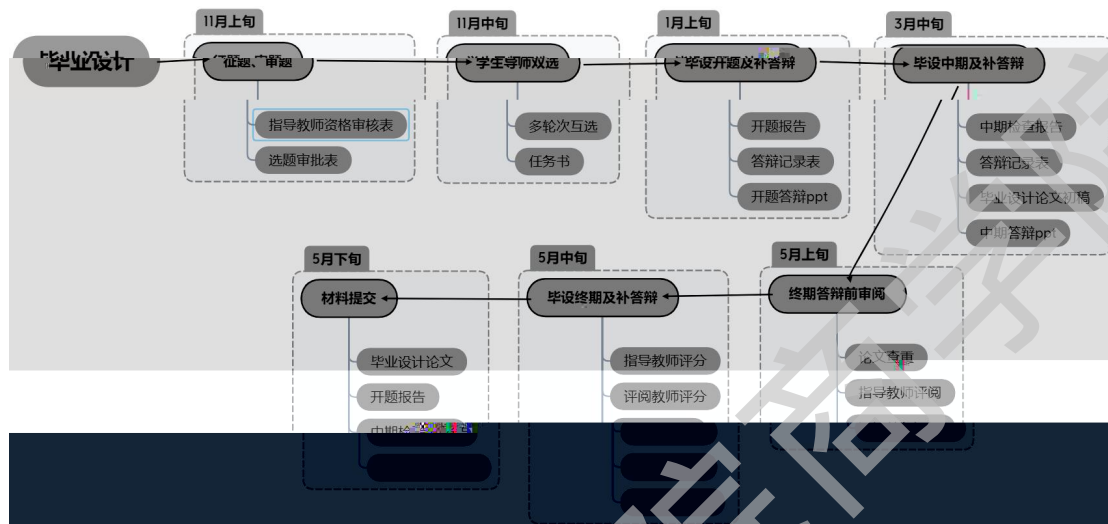 11月上旬
11月中旬
1月上旬
3月中旬
毕业设计
征题、审题
学生导师双选
毕设开题及补答辩
毕设中期及补答辩
指导教师资格审核表
多轮次互选
开题报告
中期检查报告
选题审批表
任务书
答辩记录表
答辩记录表
开题答辩ppt
毕业设计论文初稿
中期答辩ppt
5月下旬
5月中旬
5月上旬
材料提交
毕设终期及补答辩
终期答辩前审阅
毕业设计论文
指导教师评分
论文查重
开题报告
评阅教师评分
指导教师评阅
中期检